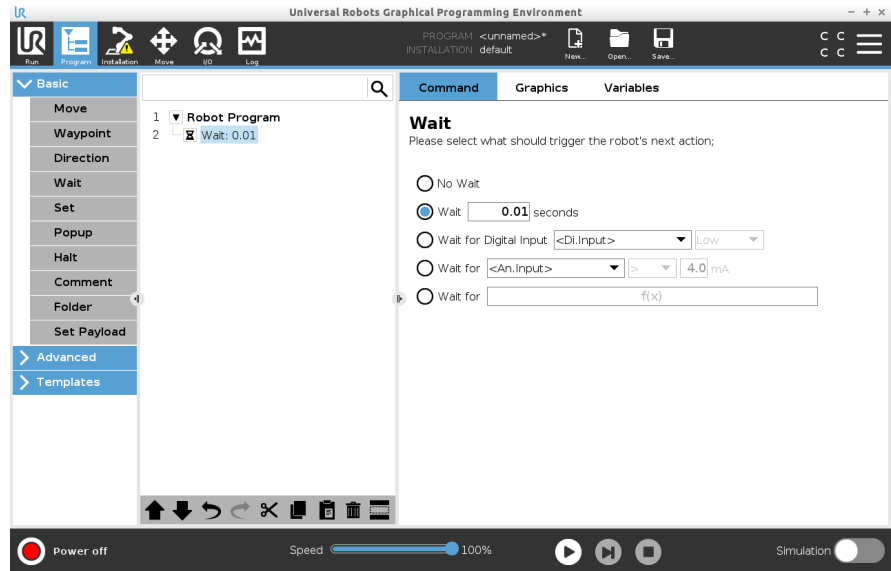 UR
Universal Robots Graphical Programming Environment
Run
Program
Installation
Move
I/O
Log
PROGRAM <unnamed>*
INSTALLATION default
New...
Open...
Save...
C C
C C
Basic
Move
Waypoint
Direction
Wait
Set
Popup
Halt
Comment
Folder
Set Payload
Advanced
Templates
1 Robot Program
2 Wait: 0.01
Command Graphics Variables
Wait
Please select what should trigger the robot's next action;
No Wait
Wait 0.01 seconds
Wait for Digital Input <Di.Input> Low
Wait for <An.Input> > 4.0 mA
Wait for f(x)
Power off
Speed 100%
Simulation